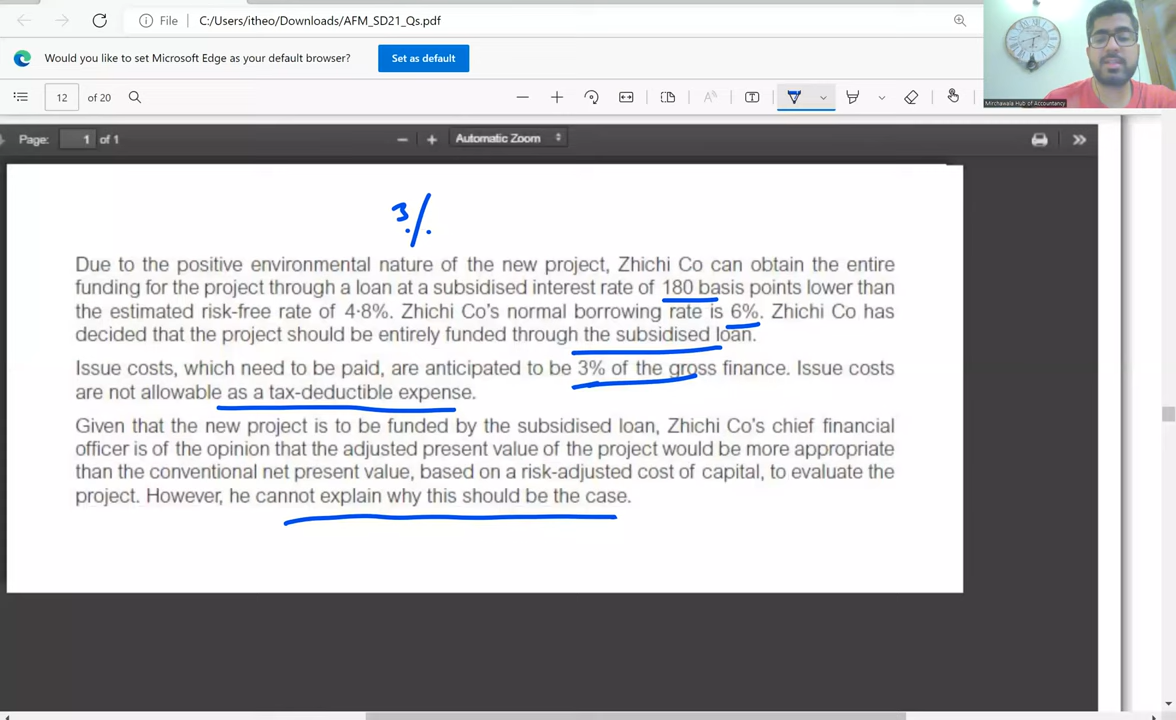 File C:/Users/itheo/Downloads/AFM_SD21_Qs.pdf
Would you like to set Microsoft Edge as your default browser? Set as default
12 of 20
Mirchawala Hub of Accountancy
Page: 1 of 1 Automatic Zoom
3%
Due to the positive environmental nature of the new project, Zhichi Co can obtain the entire
funding for the project through a loan at a subsidised interest rate of 180 basis points lower than
the estimated risk-free rate of 4·8%. Zhichi Co's normal borrowing rate is 6%. Zhichi Co has
decided that the project should be entirely funded through the subsidised loan.
Issue costs, which need to be paid, are anticipated to be 3% of the gross finance. Issue costs
are not allowable as a tax-deductible expense.
Given that the new project is to be funded by the subsidised loan, Zhichi Co's chief financial
officer is of the opinion that the adjusted present value of the project would be more appropriate
than the conventional net present value, based on a risk-adjusted cost of capital, to evaluate the
project. However, he cannot explain why this should be the case.